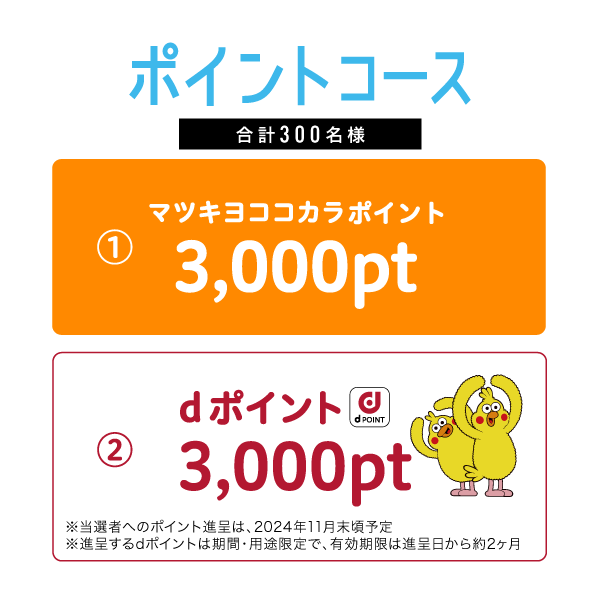 ポイントコース
合計300名様
①
マツキヨココカラポイント
3,000pt
②
dポイント
d POINT
3,000pt
※当選者へのポイント進呈は、2024年11月末頃予定
※進呈するdポイントは期間・用途限定で、有効期限は進呈日から約2ヶ月